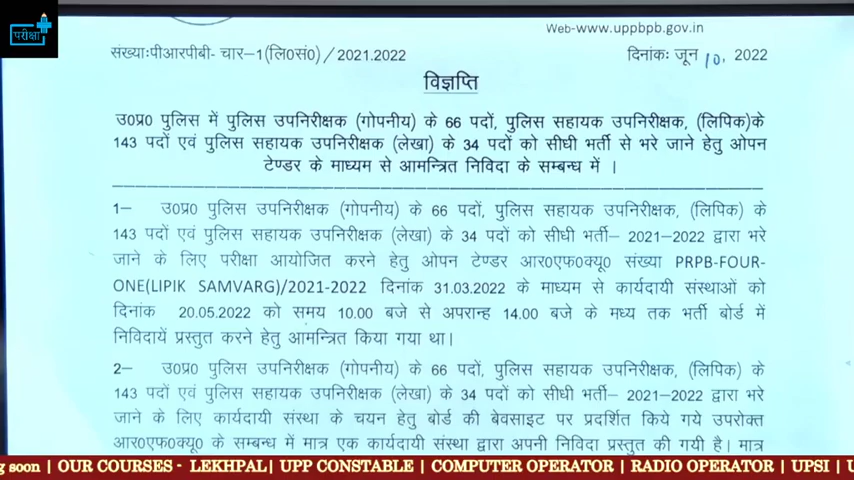 परीक्षा
Web-www.uppbpb.gov.in
संख्याःपीआरपीबी- चार-1(लि0सं0)/2021.2022
दिनांकः जून 10, 2022
विज्ञप्ति
उ0प्र0 पुलिस में पुलिस उपनिरीक्षक (गोपनीय) के 66 पदों, पुलिस सहायक उपनिरीक्षक, (लिपिक)के
143 पदों एवं पुलिस सहायक उपनिरीक्षक (लेखा) के 34 पदों को सीधी भर्ती से भरे जाने हेतु ओपन
टेण्डर के माध्यम से आमन्त्रित निविदा के सम्बन्ध में ।
1- उ0प्र0 पुलिस उपनिरीक्षक (गोपनीय) के 66 पदों, पुलिस सहायक उपनिरीक्षक, (लिपिक) के
143 पदों एवं पुलिस सहायक उपनिरीक्षक (लेखा) के 34 पदों को सीधी भर्ती- 2021-2022 द्वारा भरे
जाने के लिए परीक्षा आयोजित करने हेतु ओपन टेण्डर आर0एफ0क्यू0 संख्या PRPB-FOUR-
ONE(LIPIK SAMVARG)/2021-2022 दिनांक 31.03.2022 के माध्यम से कार्यदायी संस्थाओं को
दिनांक 20.05.2022 को समय 10.00 बजे से अपरान्ह 14.00 बजे के मध्य तक भर्ती बोर्ड में
निविदायें प्रस्तुत करने हेतु आमन्त्रित किया गया था।
2- उ0प्र0 पुलिस उपनिरीक्षक (गोपनीय) के 66 पदों, पुलिस सहायक उपनिरीक्षक, (लिपिक) के
143 पदों एवं पुलिस सहायक उपनिरीक्षक (लेखा) के 34 पदों को सीधी भर्ती- 2021-2022 द्वारा भरे
जाने के लिए कार्यदायी संस्था के चयन हेतु बोर्ड की बेवसाइट पर प्रदर्शित किये गये उपरोक्त
आर0एफ0क्यू0 के सम्बन्ध में मात्र एक कार्यदायी संस्था द्वारा अपनी निविदा प्रस्तुत की गयी है। मात्र
g soon | OUR COURSES - LEKHPAL| UPP CONSTABLE | COMPUTER OPERATOR | RADIO OPERATOR | UPSI | U